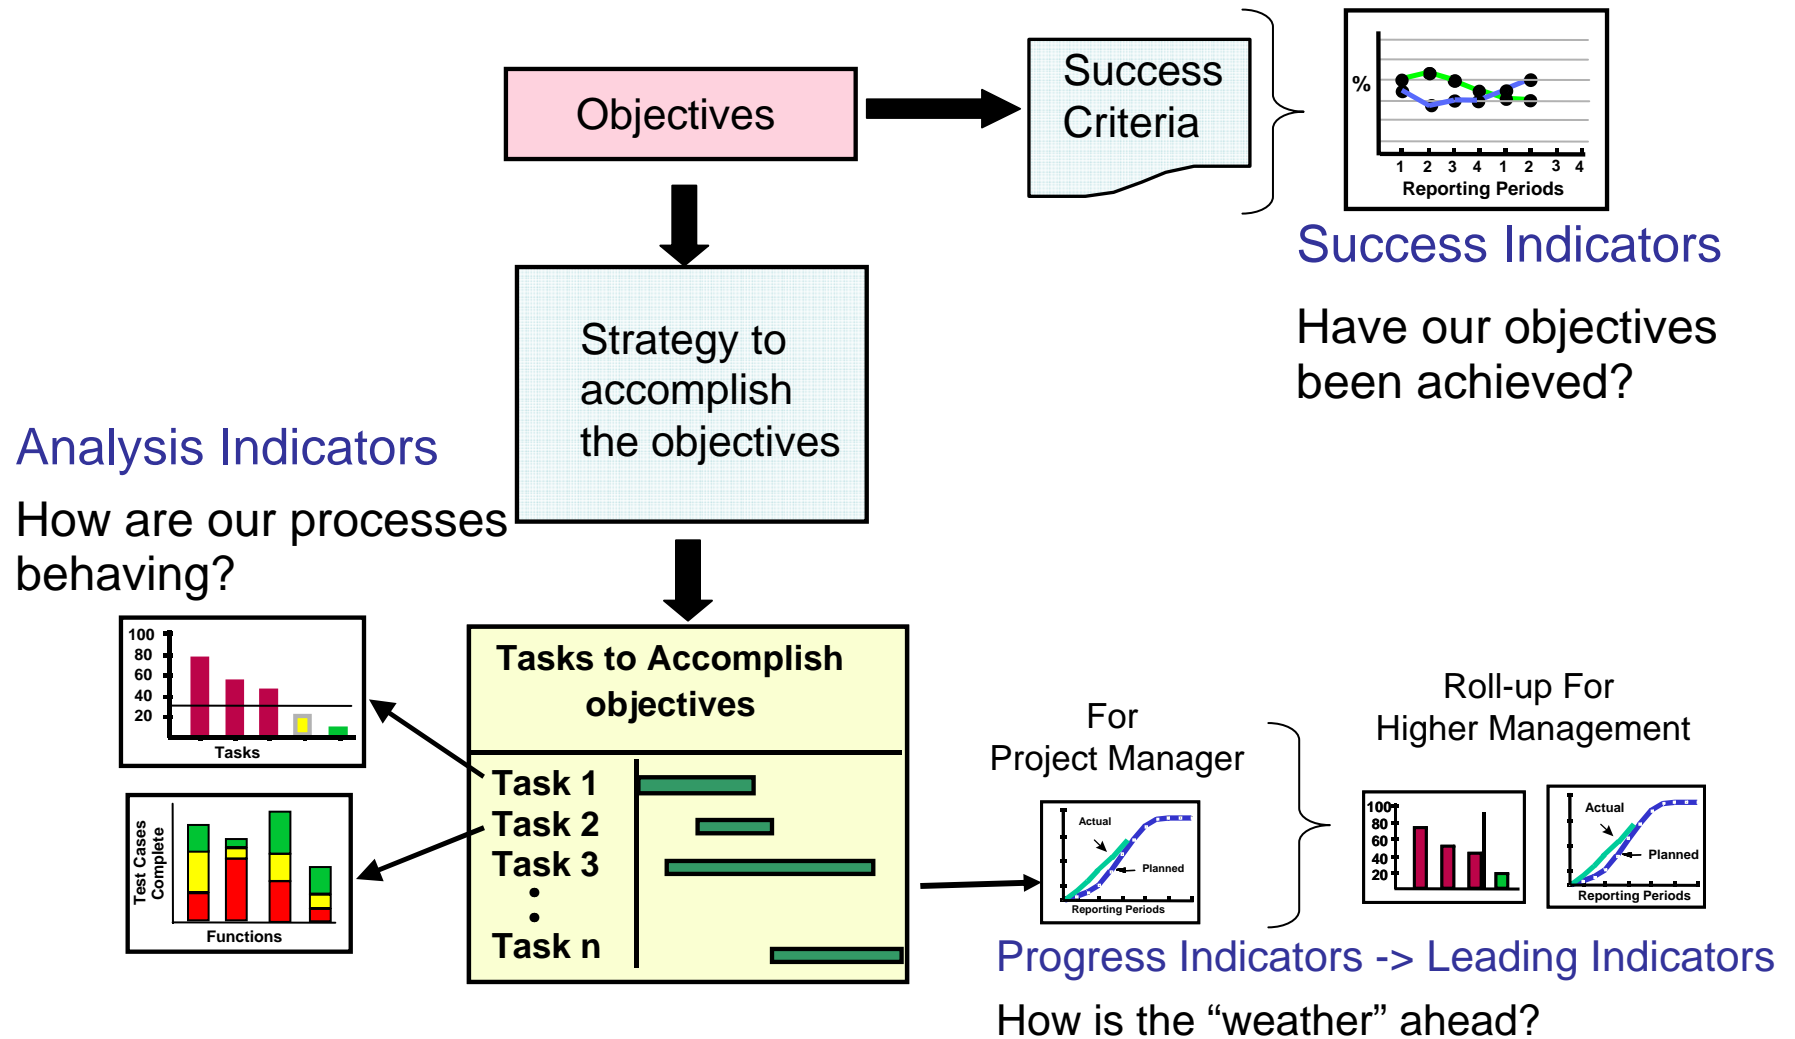 Objectives
Success
Criteria
%
1 2 3 4 1 2 3 4
Reporting Periods
Success Indicators
Have our objectives
been achieved?
Strategy to
accomplish
the objectives
Analysis Indicators
How are our processes
behaving?
100
80
60
40
20
Tasks
Test Cases
Complete
Functions
Tasks to Accomplish
objectives
Task 1
Task 2
Task 3
Task n
For
Project Manager
Actual
Planned
Reporting Periods
Roll-up For
Higher Management
100
80
60
40
20
Actual
Planned
Reporting Periods
Progress Indicators -> Leading Indicators
How is the “weather” ahead?